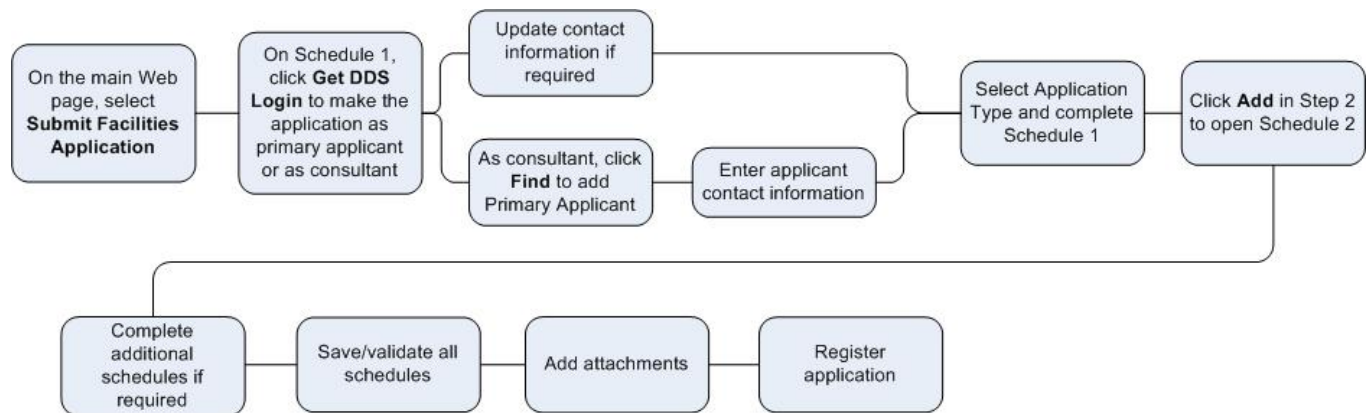 On the main Web
page, select
Submit Facilities
Application
On Schedule 1,
click Get DDS
Login to make the
application as
primary applicant
or as consultant
Update contact
information if
required
As consultant, click
Find to add
Primary Applicant
Enter applicant
contact information
Select Application
Type and complete
Schedule 1
Click Add in Step 2
to open Schedule 2
Complete
additional
schedules if
required
Save/validate all
schedules
Add attachments
Register
application